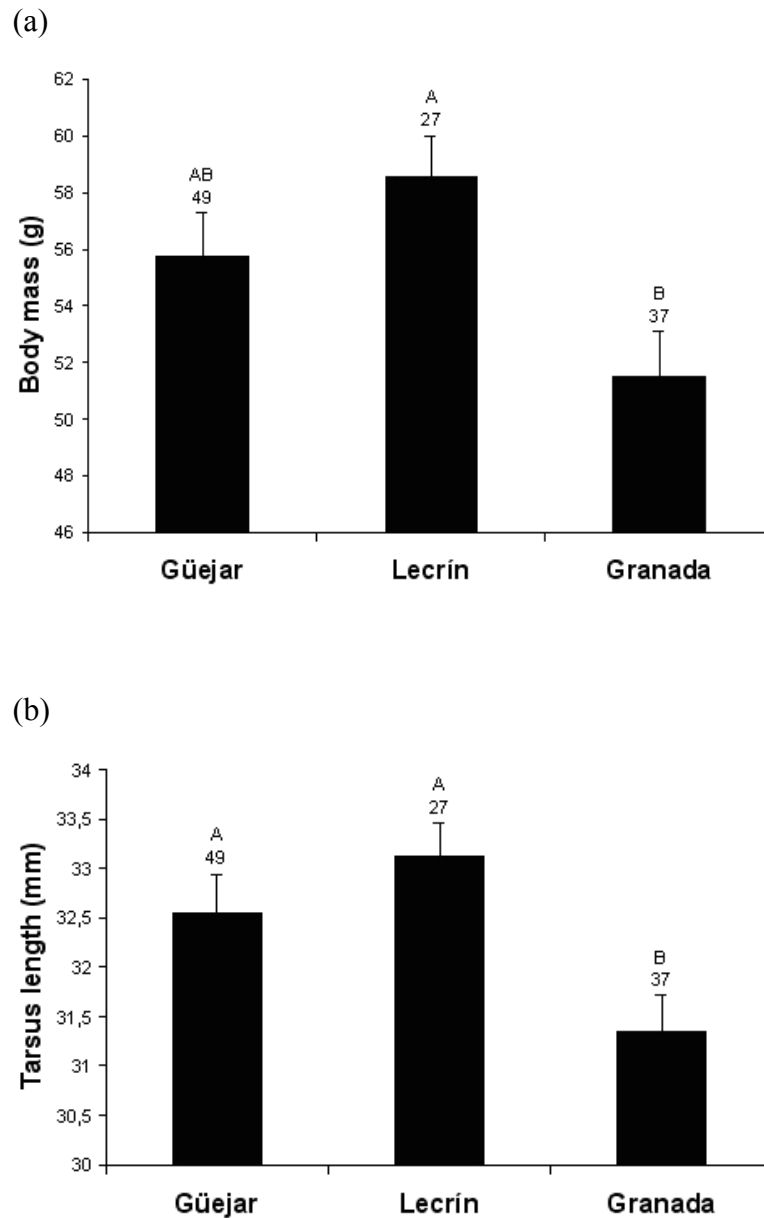 (a)
62
60
58
56
54
52
50
48
46
Body mass (g)
AB
49
A
27
B
37
Güejar Lecrín Granada
(b)
34
33,5
33
32,5
32
31,5
31
30,5
30
Tarsus length (mm)
A
49
A
27
B
37
Güejar Lecrín Granada